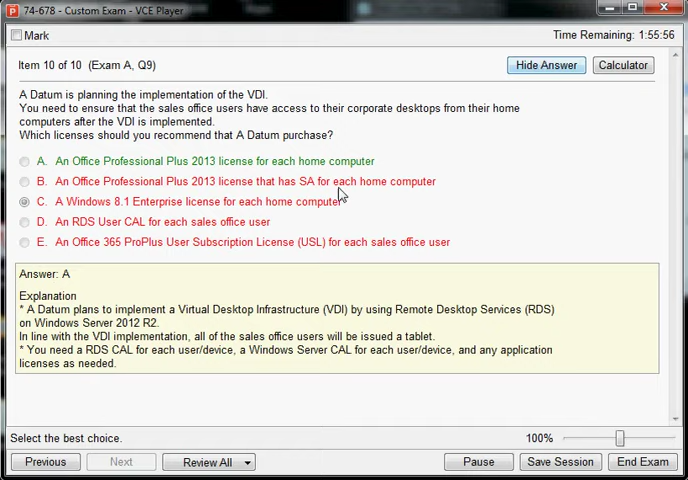 74-678 - Custom Exam - VCE Player
Mark
Time Remaining: 1:55:56
Item 10 of 10 (Exam A, Q9)
Hide Answer
Calculator
A Datum is planning the implementation of the VDI.
You need to ensure that the sales office users have access to their corporate desktops from their home
computers after the VDI is implemented.
Which licenses should you recommend that A Datum purchase?
A. An Office Professional Plus 2013 license for each home computer
B. An Office Professional Plus 2013 license that has SA for each home computer
C. A Windows 8.1 Enterprise license for each home computer
D. An RDS User CAL for each sales office user
E. An Office 365 ProPlus User Subscription License (USL) for each sales office user
Answer: A
Explanation
* A Datum plans to implement a Virtual Desktop Infrastructure (VDI) by using Remote Desktop Services (RDS)
on Windows Server 2012 R2.
In line with the VDI implementation, all of the sales office users will be issued a tablet.
* You need a RDS CAL for each user/device, a Windows Server CAL for each user/device, and any application
licenses as needed.
Select the best choice.
100%
Previous
Next
Review All
Pause
Save Session
End Exam